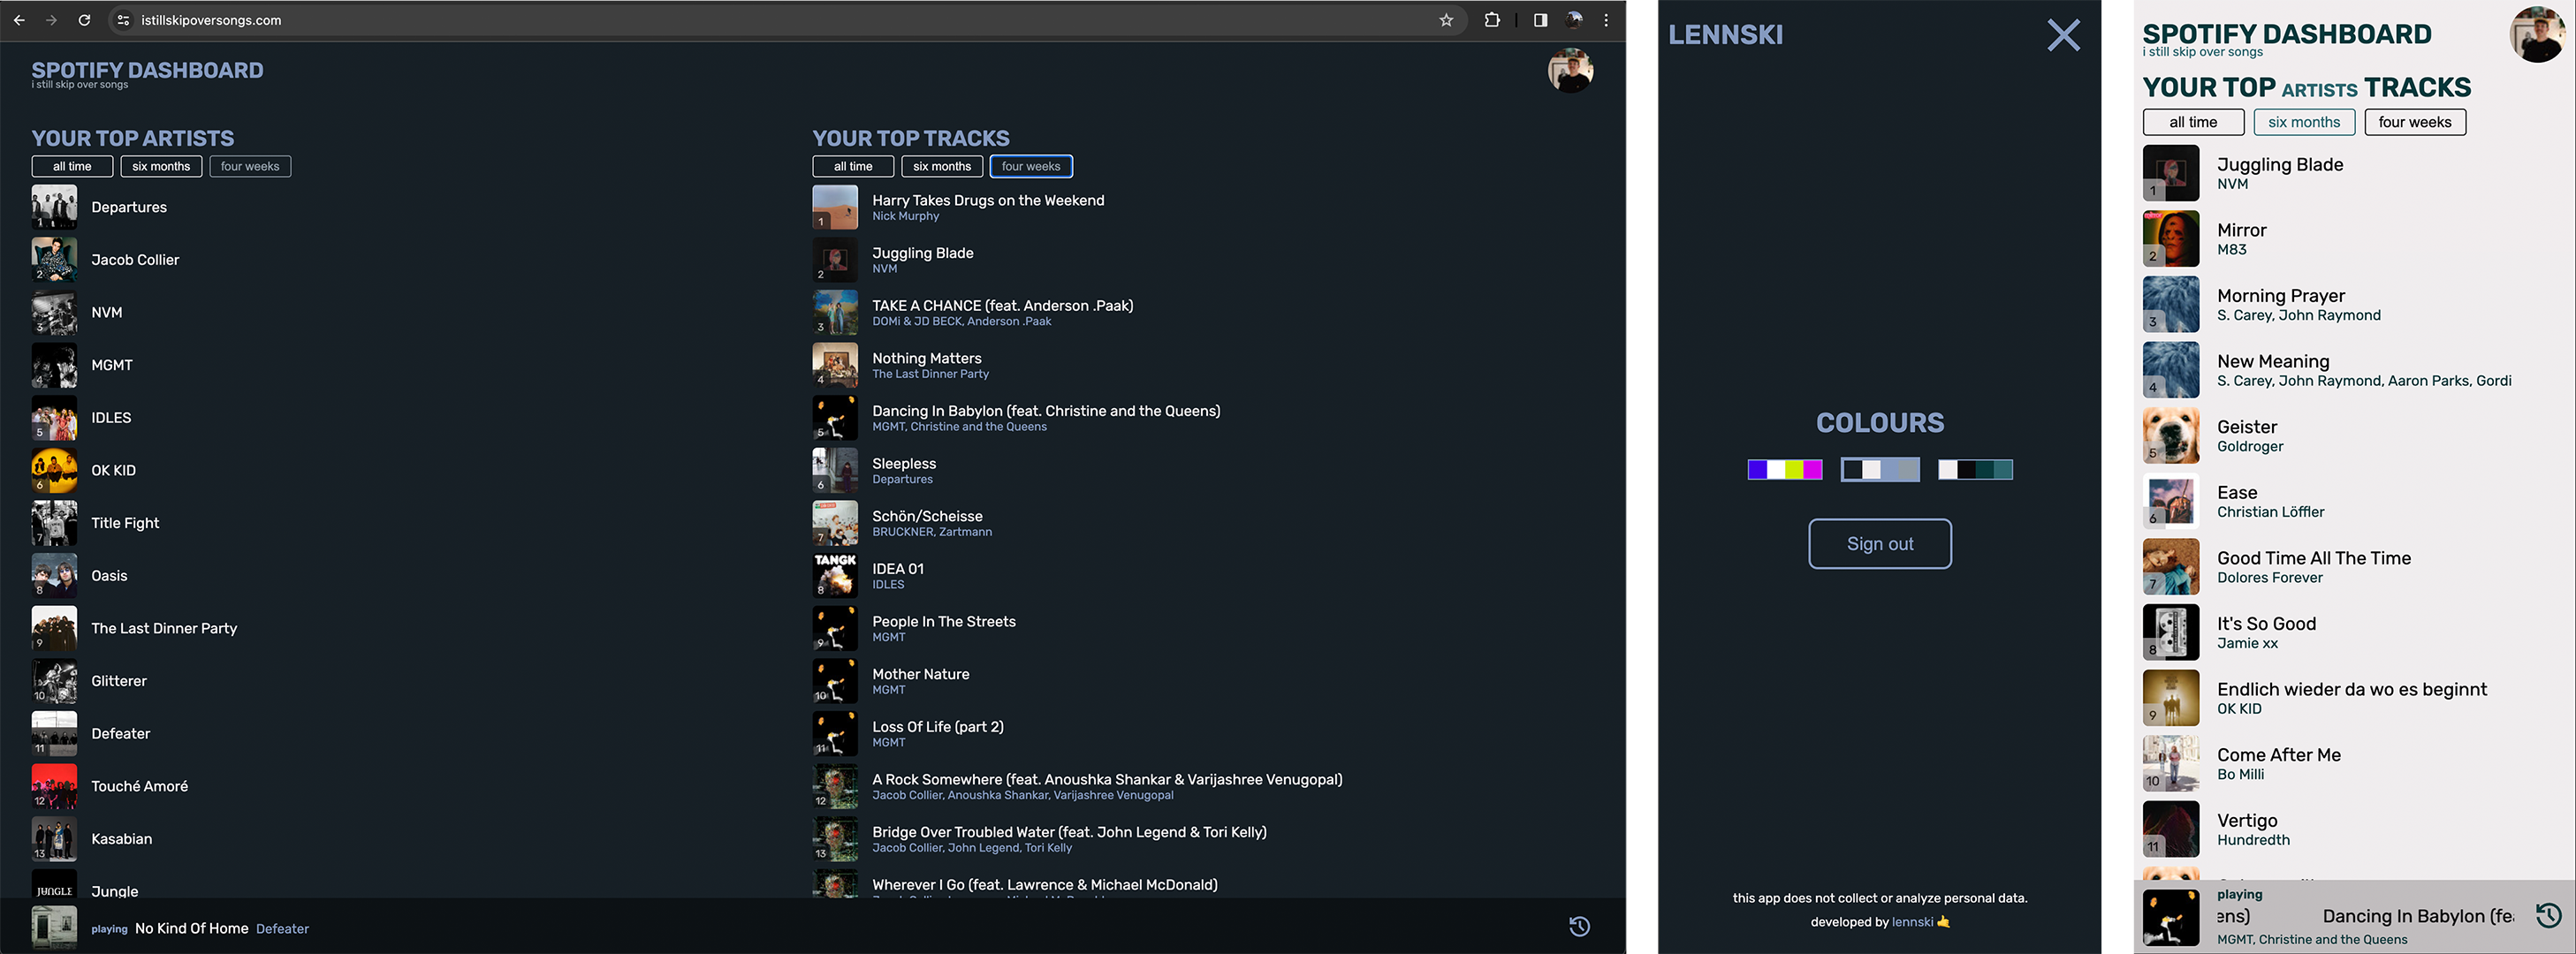 istillskipoversongs.com
SPOTIFY DASHBOARD
i still skip over songs
YOUR TOP ARTISTS
all time six months four weeks
1 Departures
2 Jacob Collier
3 NVM
4 MGMT
5 IDLES
6 OK KID
7 Title Fight
8 Oasis
9 The Last Dinner Party
10 Glitterer
11 Defeater
12 Touché Amoré
13 Kasabian
JUNGLE Jungle
YOUR TOP TRACKS
all time six months four weeks
1 Harry Takes Drugs on the Weekend
Nick Murphy
2 Juggling Blade
NVM
3 TAKE A CHANCE (feat. Anderson .Paak)
DOMi & JD BECK, Anderson .Paak
4 Nothing Matters
The Last Dinner Party
5 Dancing In Babylon (feat. Christine and the Queens)
MGMT, Christine and the Queens
6 Sleepless
Departures
7 Schön/Scheisse
BRUCKNER, Zartmann
TANGK
8 IDEA 01
IDLES
9 People In The Streets
MGMT
10 Mother Nature
MGMT
11 Loss Of Life (part 2)
MGMT
12 A Rock Somewhere (feat. Anoushka Shankar & Varijashree Venugopal)
Jacob Collier, Anoushka Shankar, Varijashree Venugopal
13 Bridge Over Troubled Water (feat. John Legend & Tori Kelly)
Jacob Collier, John Legend, Tori Kelly
Wherever I Go (feat. Lawrence & Michael McDonald)
playing No Kind Of Home Defeater
LENNSKI
COLOURS
Sign out
this app does not collect or analyze personal data.
developed by lennski 🤙
SPOTIFY DASHBOARD
i still skip over songs
YOUR TOP ARTISTS TRACKS
all time six months four weeks
1 Juggling Blade
NVM
2 Mirror
M83
3 Morning Prayer
S. Carey, John Raymond
4 New Meaning
S. Carey, John Raymond, Aaron Parks, Gordi
5 Geister
Goldroger
6 Ease
Christian Löffler
7 Good Time All The Time
Dolores Forever
8 It's So Good
Jamie xx
9 Endlich wieder da wo es beginnt
OK KID
10 Come After Me
Bo Milli
11 Vertigo
Hundredth
playing
ens) Dancing In Babylon (fea
MGMT, Christine and the Queens